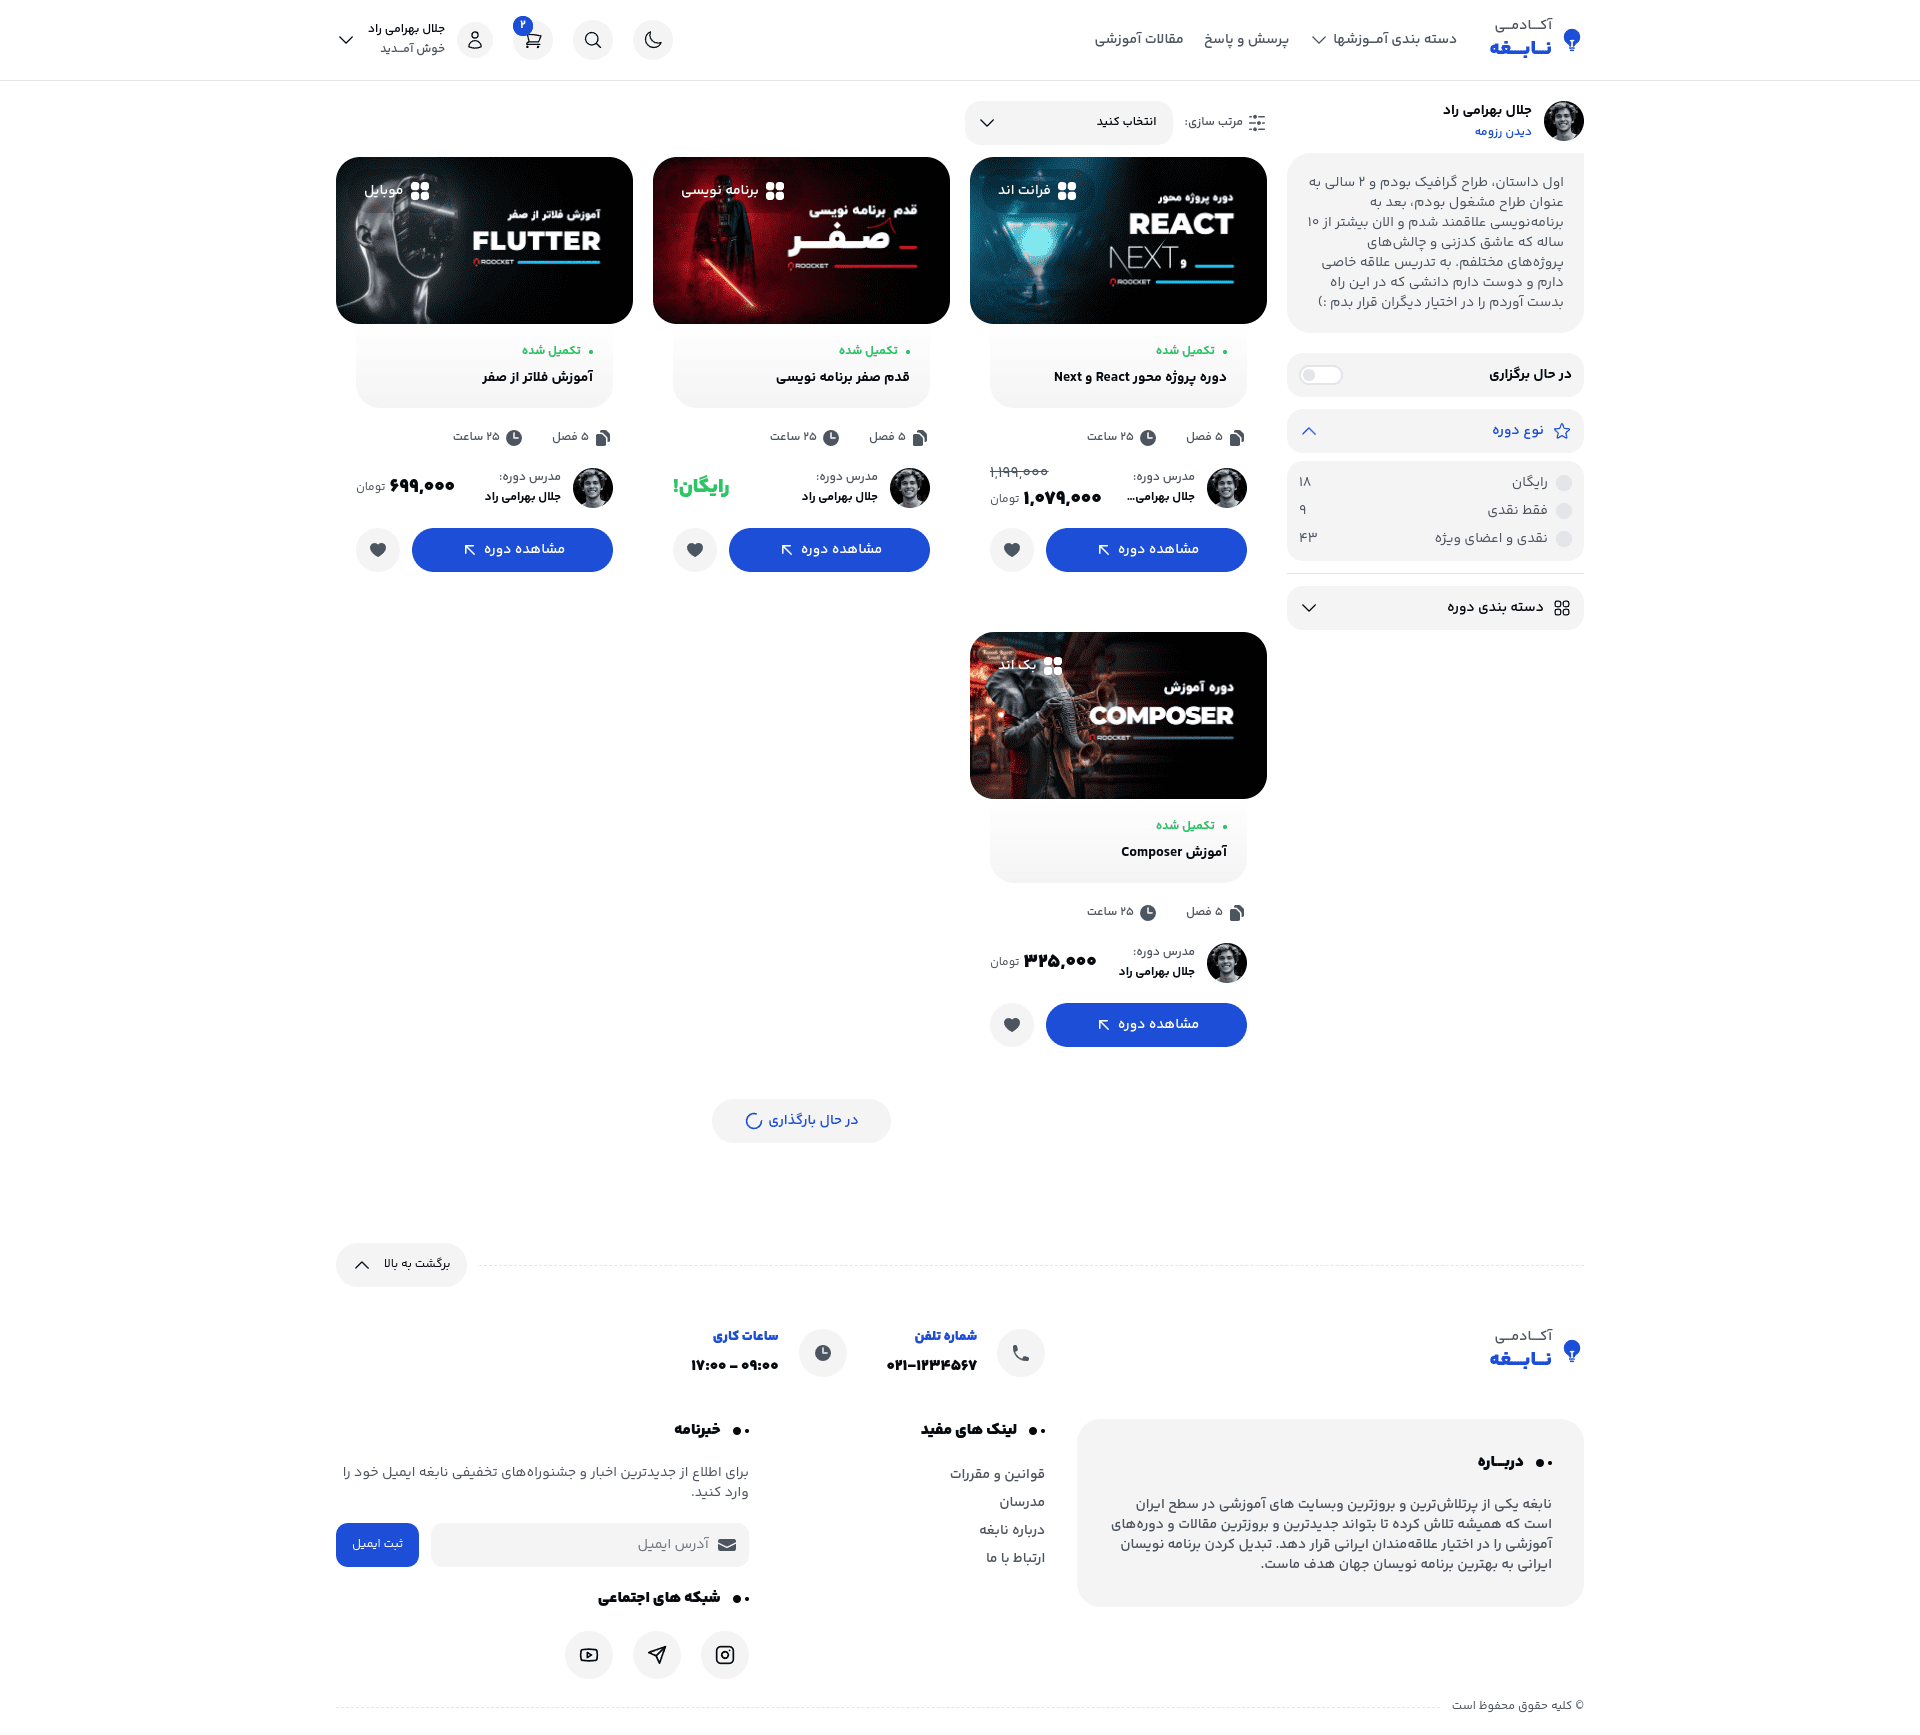 آکـــادمــی
نـــابـــغه
دسته بندی آمــوزشها
پرسش و پاسخ
مقالات آموزشی
۲
جلال بهرامی راد
خوش آمــدید
جلال بهرامی راد
دیدن رزومه
اول داستان، طراح گرافیک بودم و ۲ سالی به
عنوان طراح مشغول بودم، بعد به
برنامه‌نویسی علاقمند شدم و الان بیشتر از ۱۰
ساله که عاشق کدزنی و چالش‌های
پروژه‌های مختلفم. به تدریس علاقه خاصی
دارم و دوست دارم دانشی که در این راه
بدست آوردم را در اختیار دیگران قرار بدم :)
در حال برگزاری
نوع دوره
رایگان ۱۸
فقط نقدی ۹
نقدی و اعضای ویژه ۴۳
دسته بندی دوره
مرتب سازی:
انتخاب کنید
فرانت اند
دوره پروژه محور
REACT
و NEXT
ROOCKET
تکمیل شده
دوره پروژه محور React و Next
۵ فصل
۲۵ ساعت
مدرس دوره:
جلال بهرامی...
۱,۱۹۹,۰۰۰
۱,۰۷۹,۰۰۰ تومان
مشاهده دوره
برنامه نویسی
قدم برنامه نویسی
صــفــر
ROOCKET
تکمیل شده
قدم صفر برنامه نویسی
۵ فصل
۲۵ ساعت
مدرس دوره:
جلال بهرامی راد
رایگان!
مشاهده دوره
موبایل
آموزش فلاتر از صفر
FLUTTER
ROOCKET
تکمیل شده
آموزش فلاتر از صفر
۵ فصل
۲۵ ساعت
مدرس دوره:
جلال بهرامی راد
۶۹۹,۰۰۰ تومان
مشاهده دوره
بک اند
دوره آموزش
COMPOSER
ROOCKET
تکمیل شده
آموزش Composer
۵ فصل
۲۵ ساعت
مدرس دوره:
جلال بهرامی راد
۳۲۵,۰۰۰ تومان
مشاهده دوره
در حال بارگذاری
برگشت به بالا
آکـــادمــی
نـــابـــغه
شماره تلفن
۰۲۱-۱۲۳۴۵۶۷
ساعات کاری
۰۹:۰۰ - ۱۷:۰۰
دربـــاره
نابغه یکی از پرتلاش‌ترین و بروزترین وبسایت های آموزشی در سطح ایران
است که همیشه تلاش کرده تا بتواند جدیدترین و بروزترین مقالات و دوره‌های
آموزشی را در اختیار علاقه‌مندان ایرانی قرار دهد. تبدیل کردن برنامه نویسان
ایرانی به بهترین برنامه نویسان جهان هدف ماست.
لینک های مفید
قوانین و مقررات
مدرسان
درباره نابغه
ارتباط با ما
خبرنامه
برای اطلاع از جدیدترین اخبار و جشنوراه‌های تخفیفی نابغه ایمیل خود را
وارد کنید.
آدرس ایمیل
ثبت ایمیل
شبکه های اجتماعی
© کلیه حقوق محفوظ است